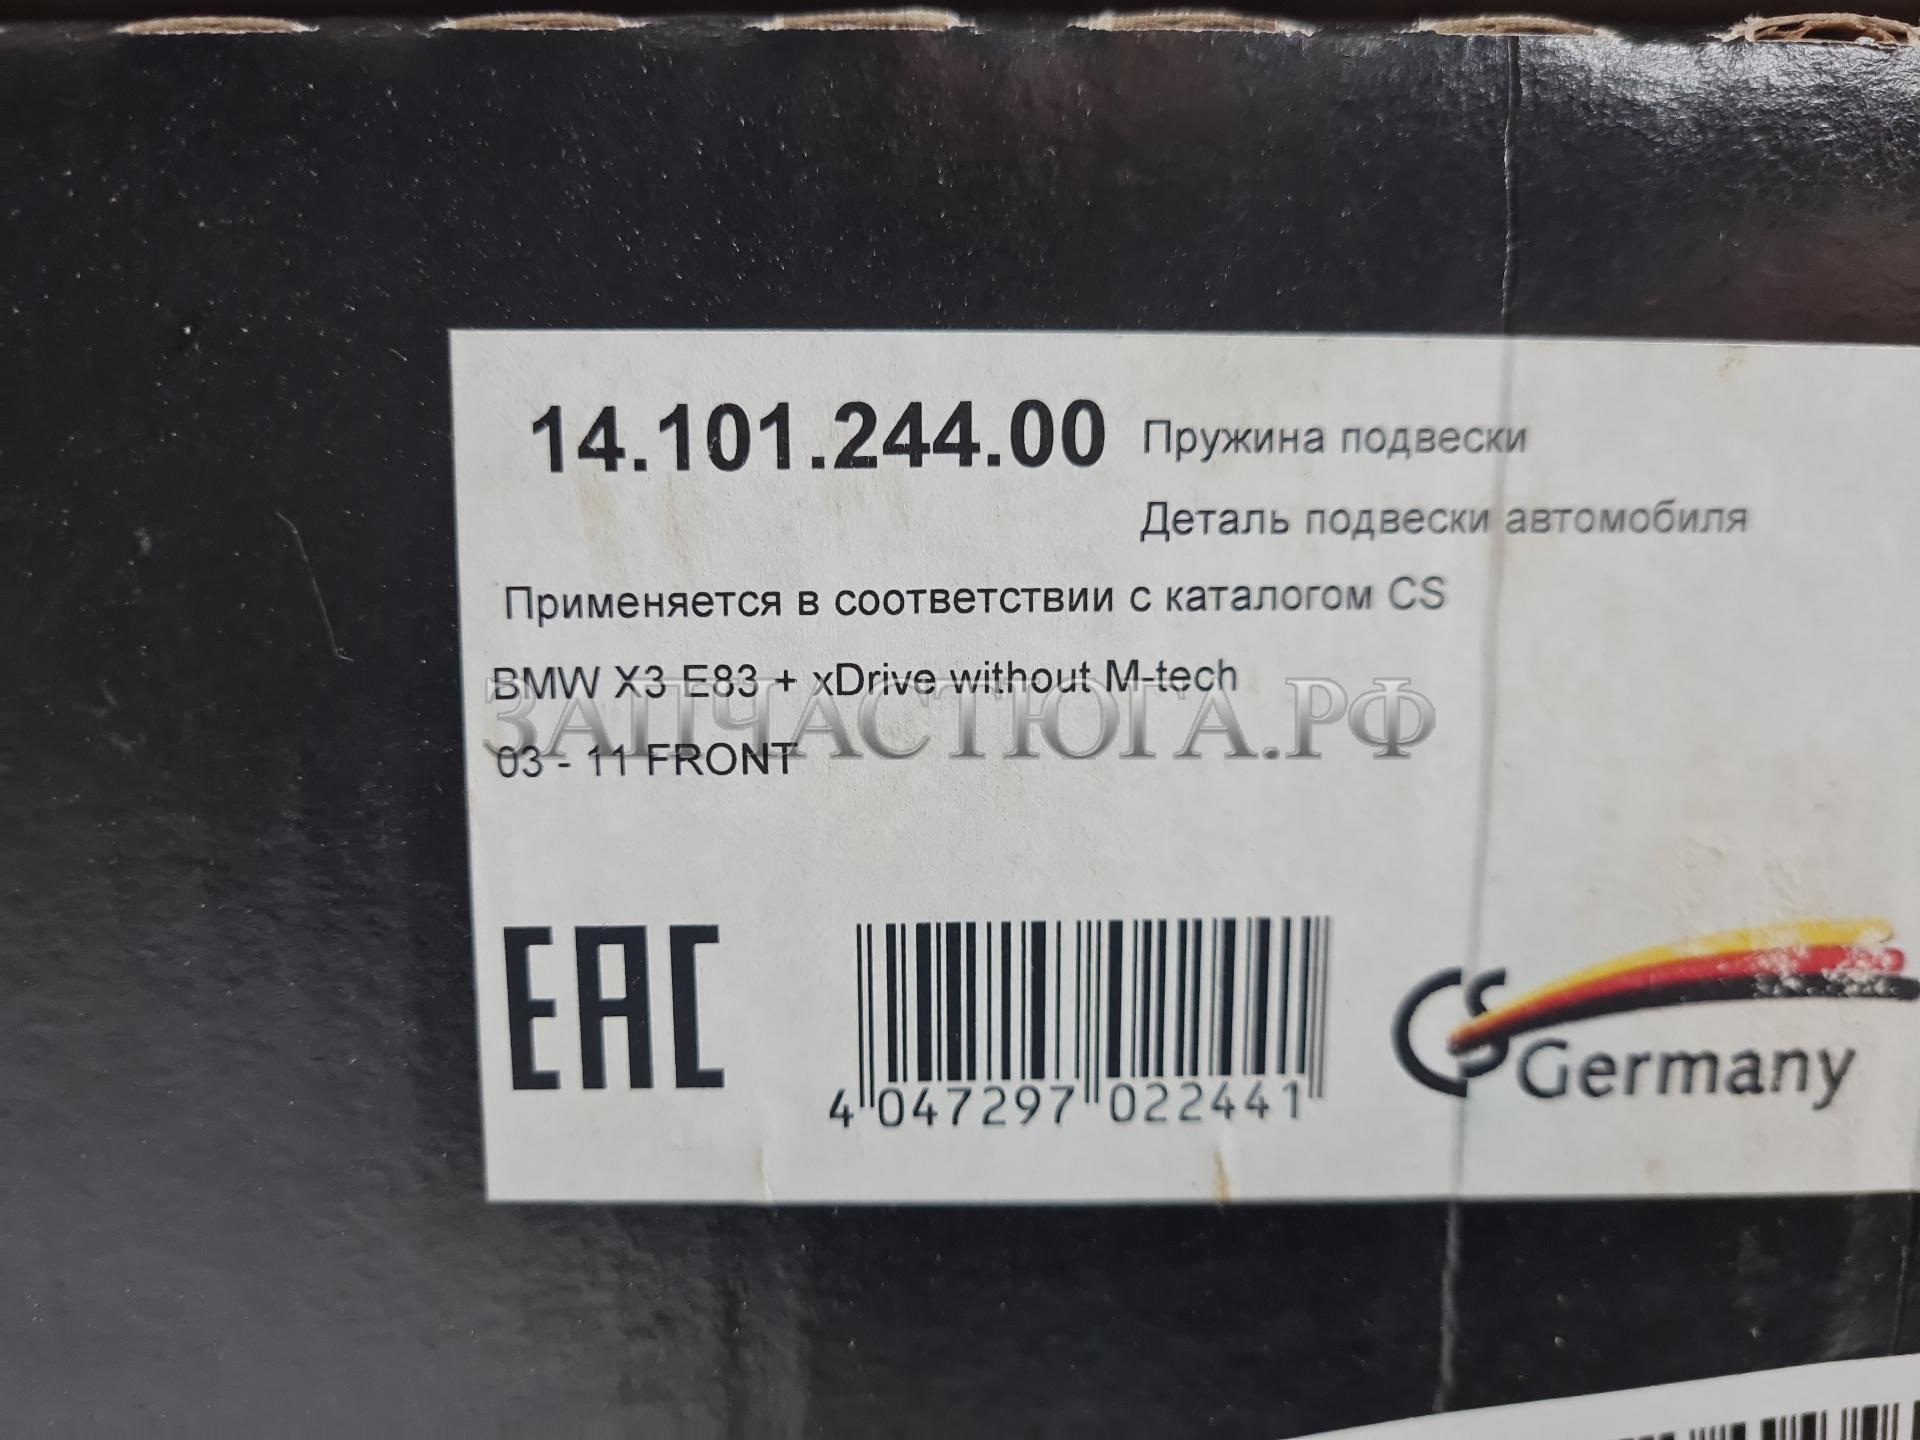 14.101.244.00 Пружина подвески
Деталь подвески автомобиля
Применяется в соответствии с каталогом CS
BMW X3 E83 + xDrive without M-tech
ЗАПЧАСТЮГА.РФ
03 - 11 FRONT
EAC
4 047297 022441
CS Germany